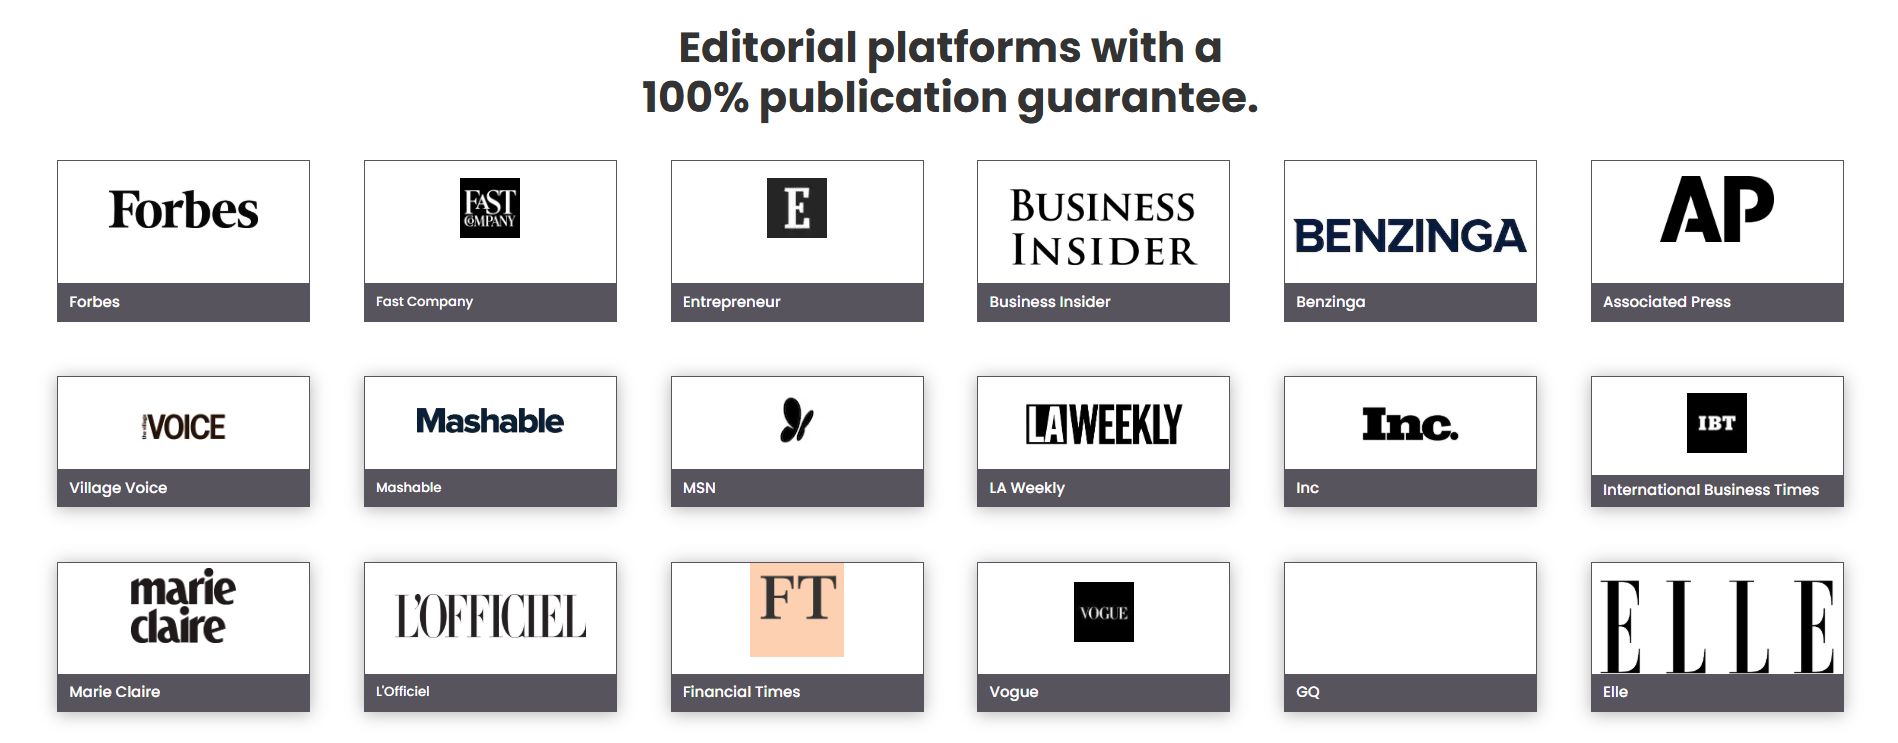 Editorial platforms with a
100% publication guarantee.
Forbes
FAST
COMPANY
E
BUSINESS
INSIDER
BENZINGA
AP
Forbes
Fast Company
Entrepreneur
Business Insider
Benzinga
Associated Press
the village VOICE
Mashable
LA WEEKLY
Inc.
IBT
Village Voice
Mashable
MSN
LA Weekly
Inc
International Business Times
marie
claire
L'OFFICIEL
FT
VOGUE
ELLE
Marie Claire
L'Officiel
Financial Times
Vogue
GQ
Elle